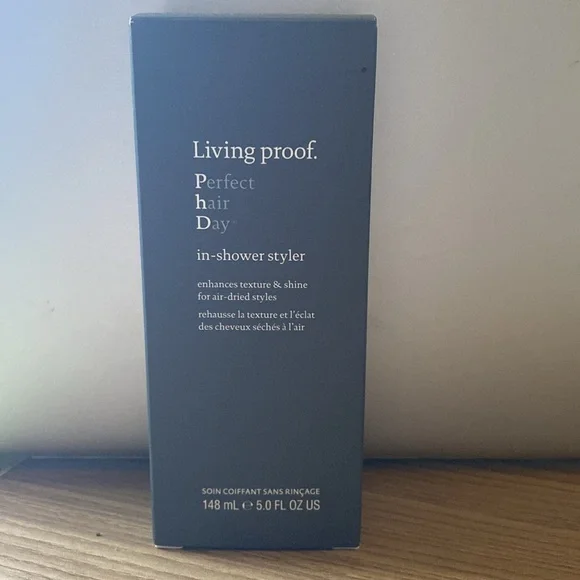 Living proof.
Perfect
hair
Day™
in-shower styler
enhances texture & shine
for air-dried styles
rehausse la texture et l'éclat
des cheveux séchés à l'air
SOIN COIFFANT SANS RINÇAGE
148 mL ℮ 5.0 FL OZ US